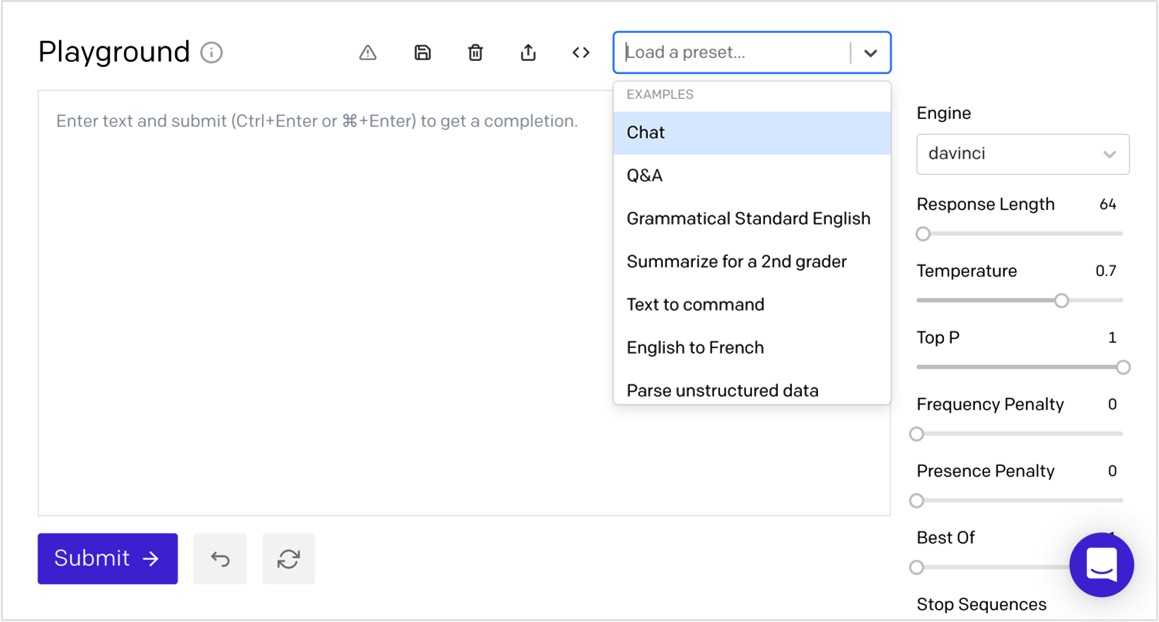 Playground
Load a preset...
Enter text and submit (Ctrl+Enter or ⌘+Enter) to get a completion.
EXAMPLES
Chat
Q&A
Grammatical Standard English
Summarize for a 2nd grader
Text to command
English to French
Parse unstructured data
Engine
davinci
Response Length 64
Temperature 0.7
Top P 1
Frequency Penalty 0
Presence Penalty 0
Best Of
Stop Sequences
Submit